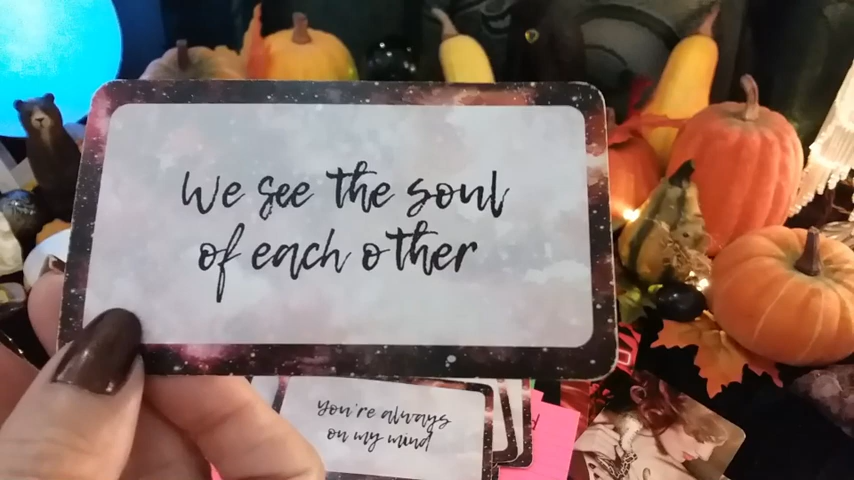 We see the soul
of each other
You're always
on my mind